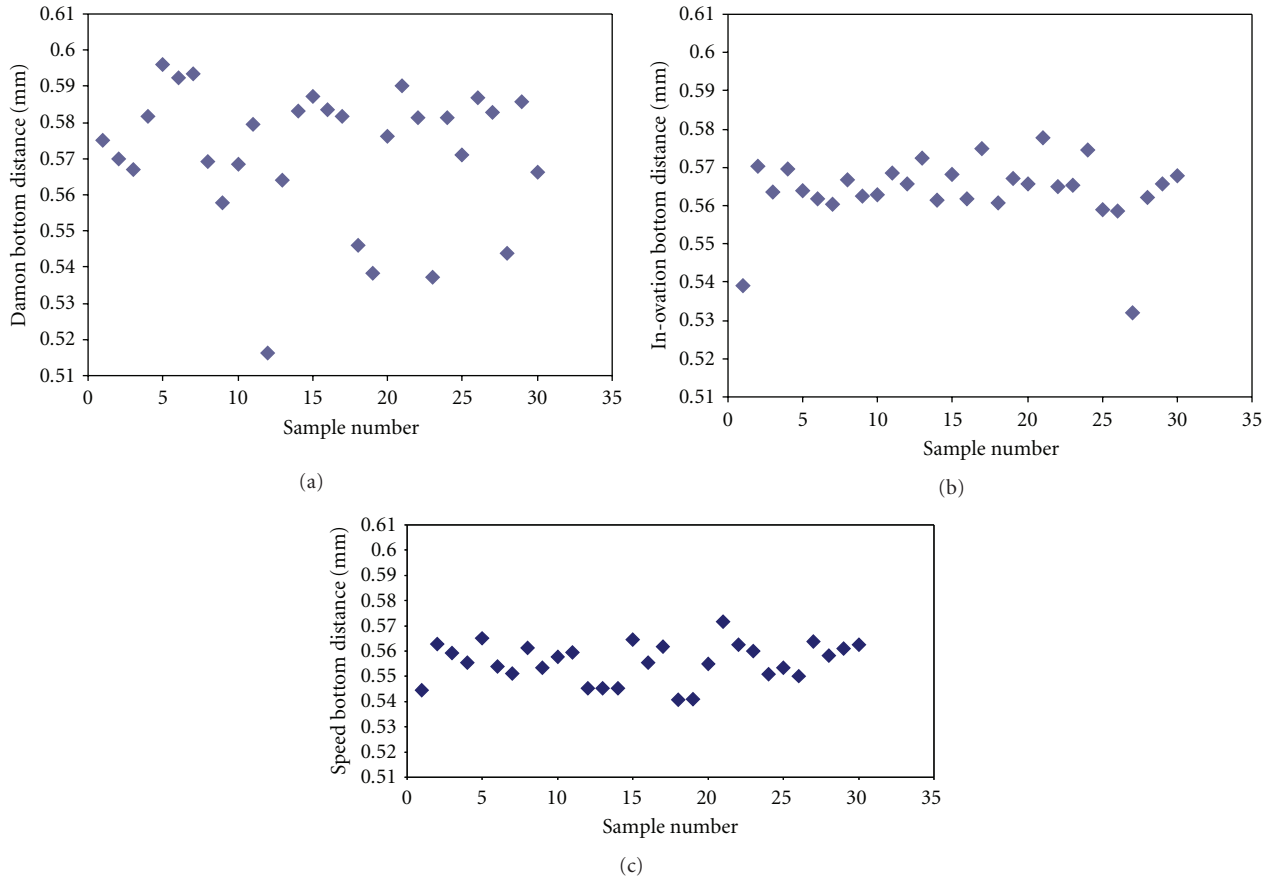 Damon bottom distance (mm)
0.61
0.6
0.59
0.58
0.57
0.56
0.55
0.54
0.53
0.52
0.51
0 5 10 15 20 25 30 35
Sample number
(a)
In-ovation bottom distance (mm)
0.61
0.6
0.59
0.58
0.57
0.56
0.55
0.54
0.53
0.52
0.51
0 5 10 15 20 25 30 35
Sample number
(b)
Speed bottom distance (mm)
0.61
0.6
0.59
0.58
0.57
0.56
0.55
0.54
0.53
0.52
0.51
0 5 10 15 20 25 30 35
Sample number
(c)